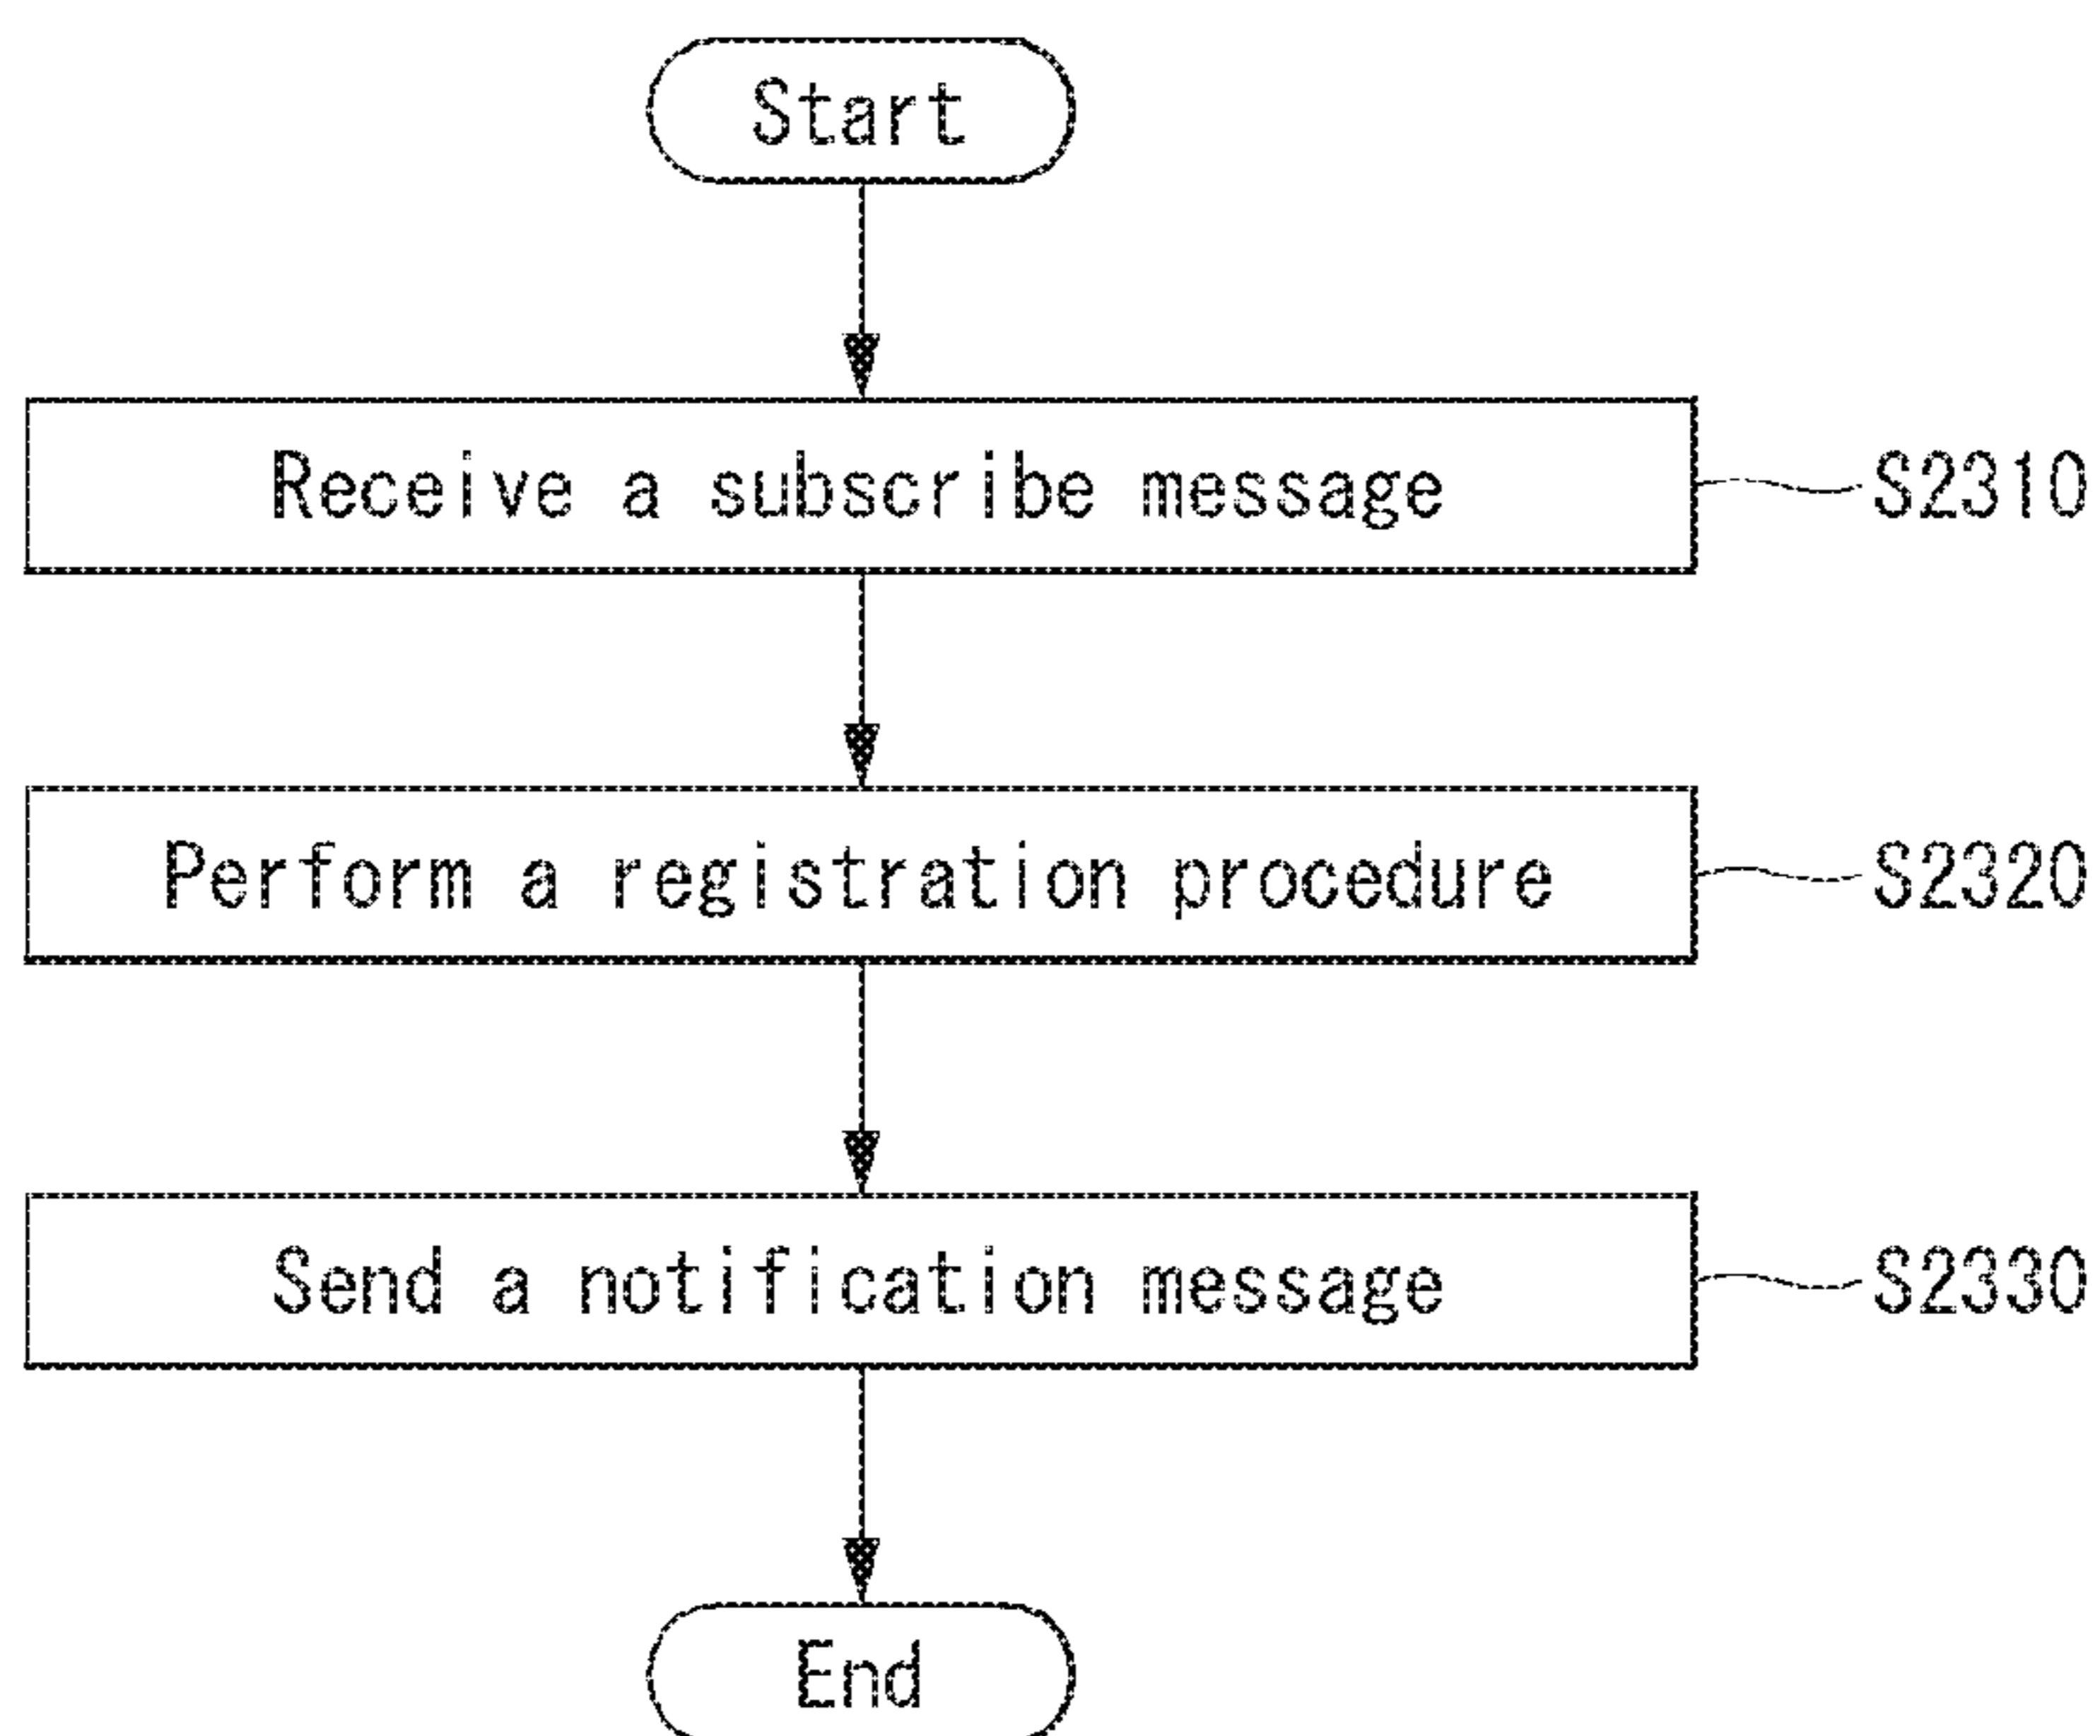 Start
Receive a subscribe message
S2310
Perform a registration procedure
S2320
Send a notification message
S2330
End